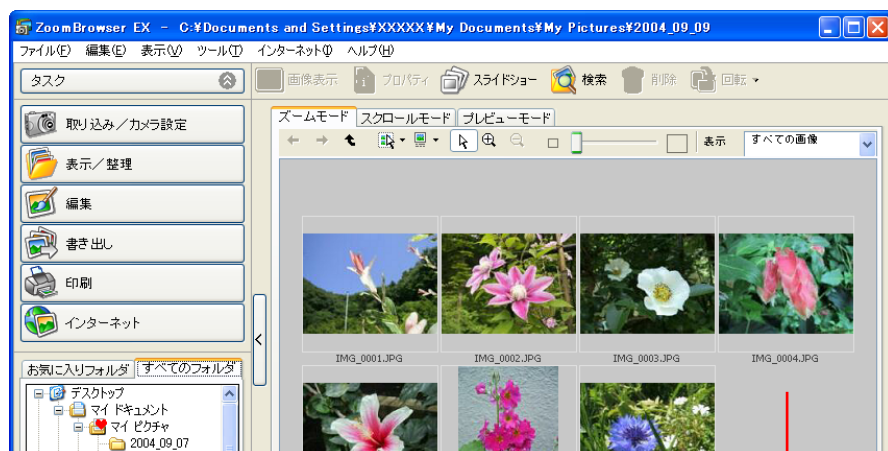 ZoomBrowser EX - C:¥Documents and Settings¥XXXXX¥My Documents¥My Pictures¥2004_09_09
ファイル(F) 編集(E) 表示(V) ツール(T) インターネット(I) ヘルプ(H)
タスク
画像表示 プロパティ スライドショー 検索 削除 回転
取り込み／カメラ設定
表示／整理
編集
書き出し
印刷
インターネット
お気に入りフォルダ すべてのフォルダ
デスクトップ
マイ ドキュメント
マイ ピクチャ
2004_09_07
ズームモード スクロールモード プレビューモード
表示 すべての画像
IMG_0001.JPG IMG_0002.JPG IMG_0003.JPG IMG_0004.JPG